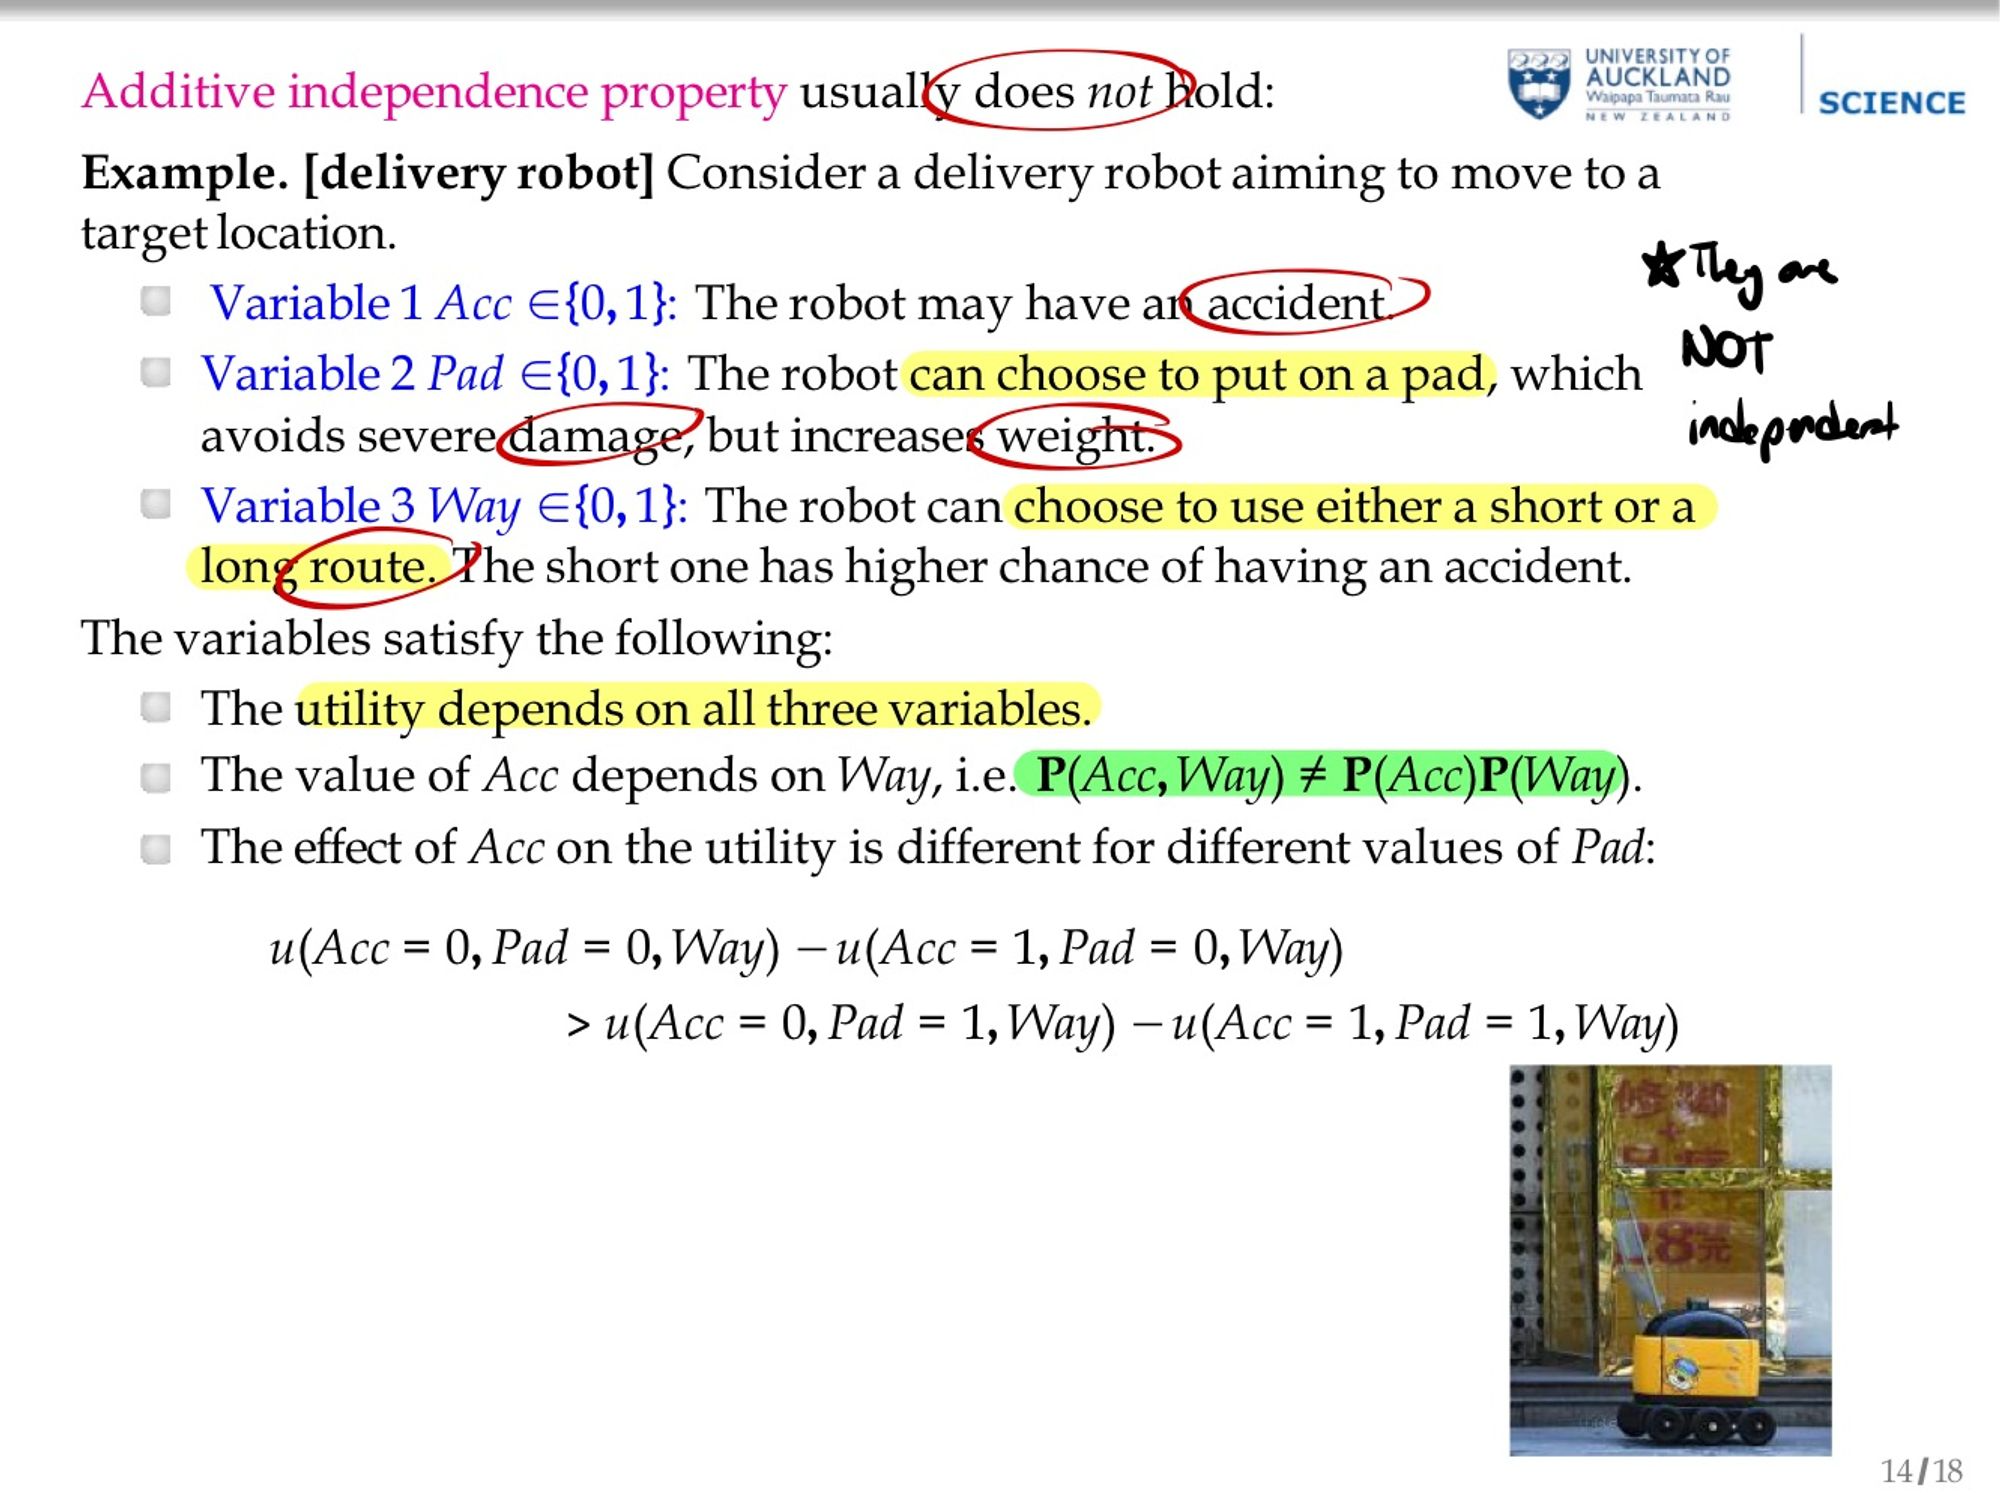 Additive independence property usually does not hold:
UNIVERSITY OF
AUCKLAND
Waipapa Taumata Rau
NEW ZEALAND
SCIENCE
Example. [delivery robot] Consider a delivery robot aiming to move to a
target location.
Variable 1 Acc ∈{0, 1}: The robot may have an accident.
Variable 2 Pad ∈{0, 1}: The robot can choose to put on a pad, which
avoids severe damage, but increases weight.
Variable 3 Way ∈{0, 1}: The robot can choose to use either a short or a
long route. The short one has higher chance of having an accident.
★They are
NOT
independent
The variables satisfy the following:
The utility depends on all three variables.
The value of Acc depends on Way, i.e. P(Acc, Way) ≠ P(Acc)P(Way).
The effect of Acc on the utility is different for different values of Pad:
u(Acc = 0, Pad = 0, Way) − u(Acc = 1, Pad = 0, Way)
> u(Acc = 0, Pad = 1, Way) − u(Acc = 1, Pad = 1, Way)
修脚
+
28元
14/18